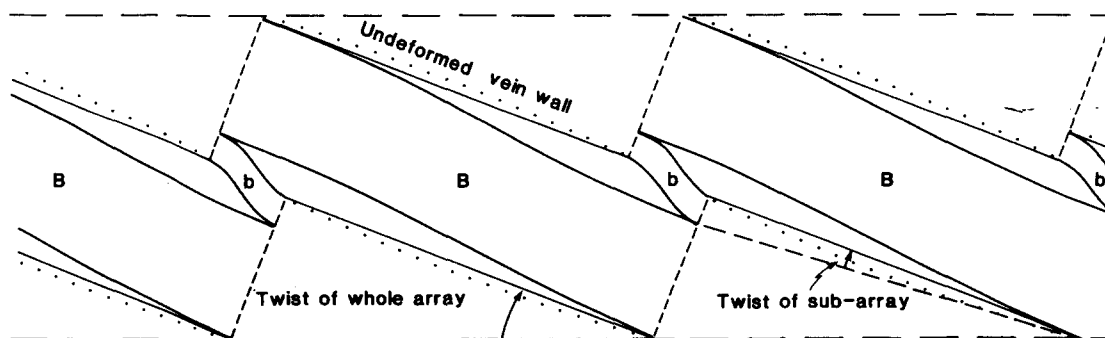 Undeformed vein wall
B
b
B
b
B
b
Twist of whole array
Twist of sub-array